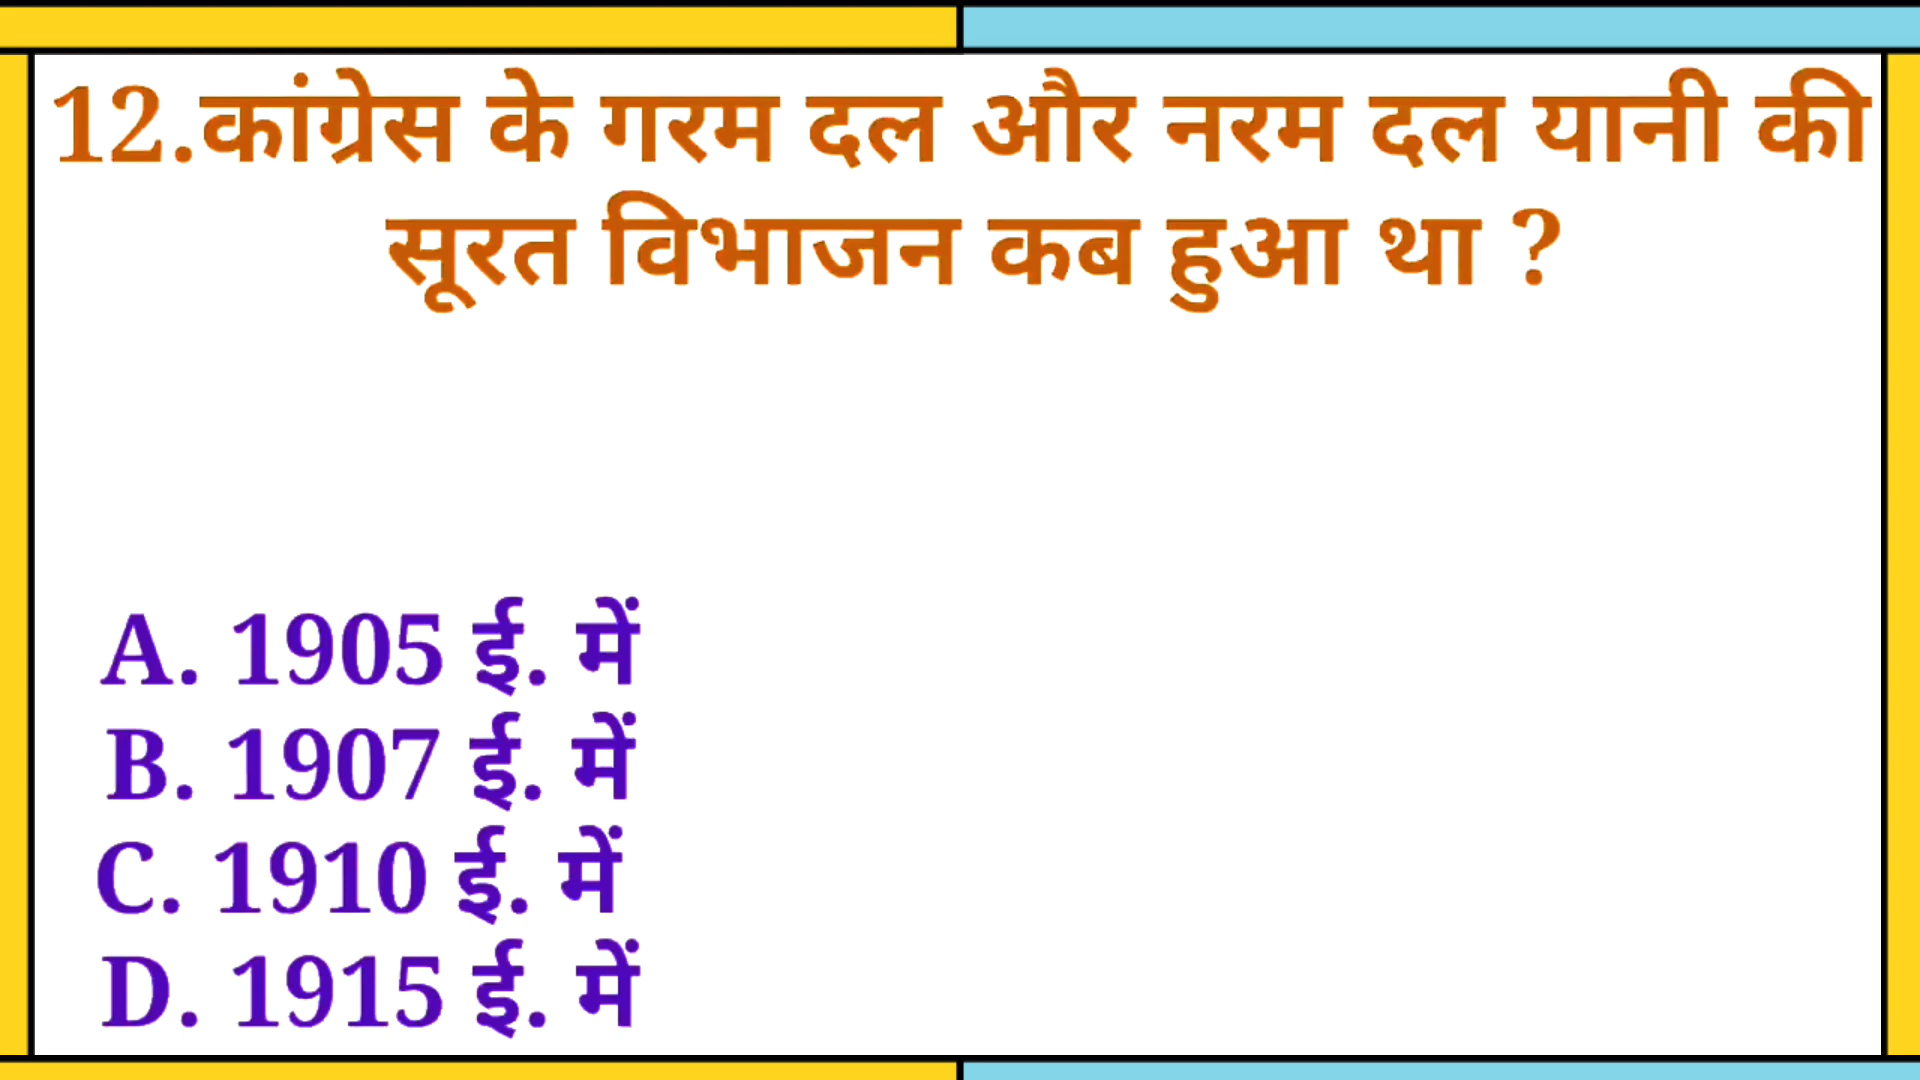 12.कांग्रेस के गरम दल और नरम दल यानी की
सूरत विभाजन कब हुआ था ?
A. 1905 ई. में
B. 1907 ई. में
C. 1910 ई. में
D. 1915 ई. में